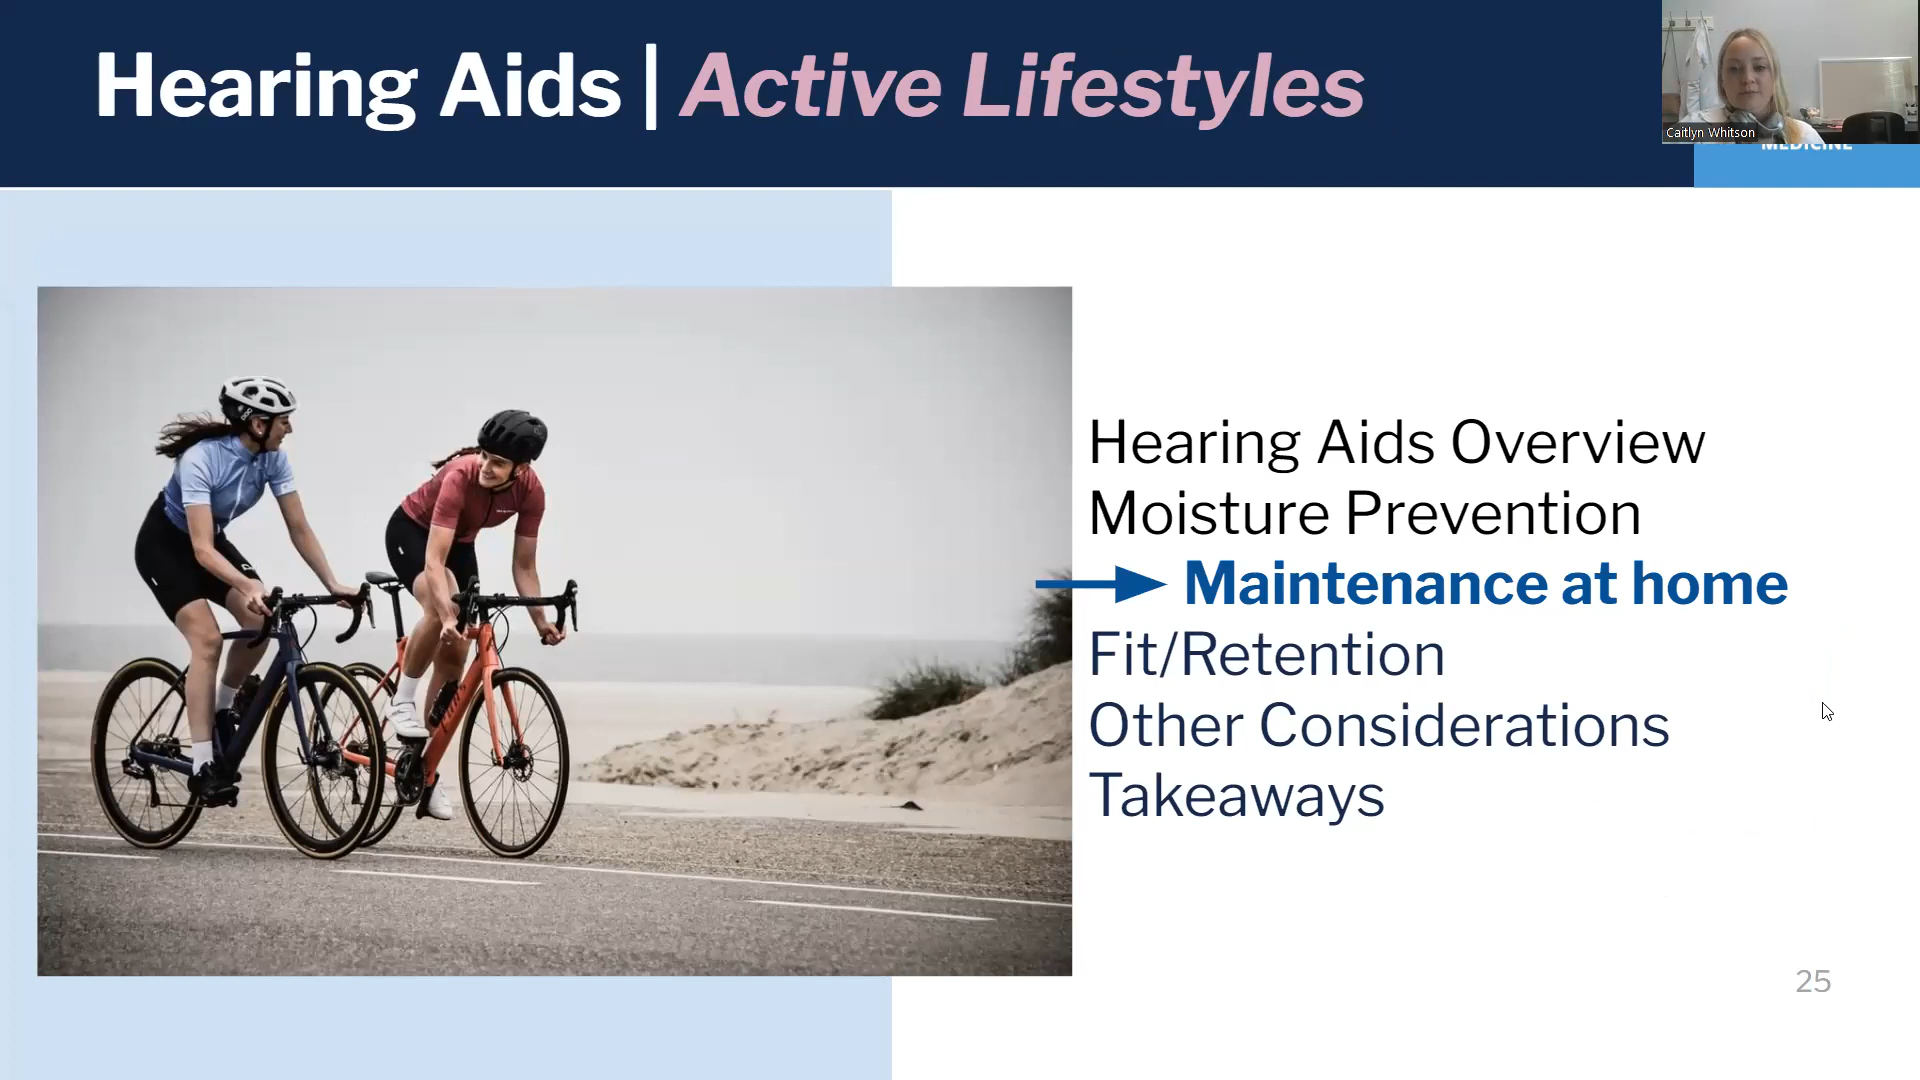 Hearing Aids | Active Lifestyles
Caitlyn Whitson
MEDICINE
Hearing Aids Overview
Moisture Prevention
Maintenance at home
Fit/Retention
Other Considerations
Takeaways
25